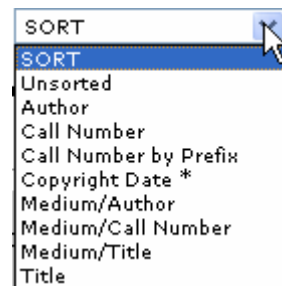 SORT
SORT
Unsorted
Author
Call Number
Call Number by Prefix
Copyright Date *
Medium/Author
Medium/Call Number
Medium/Title
Title